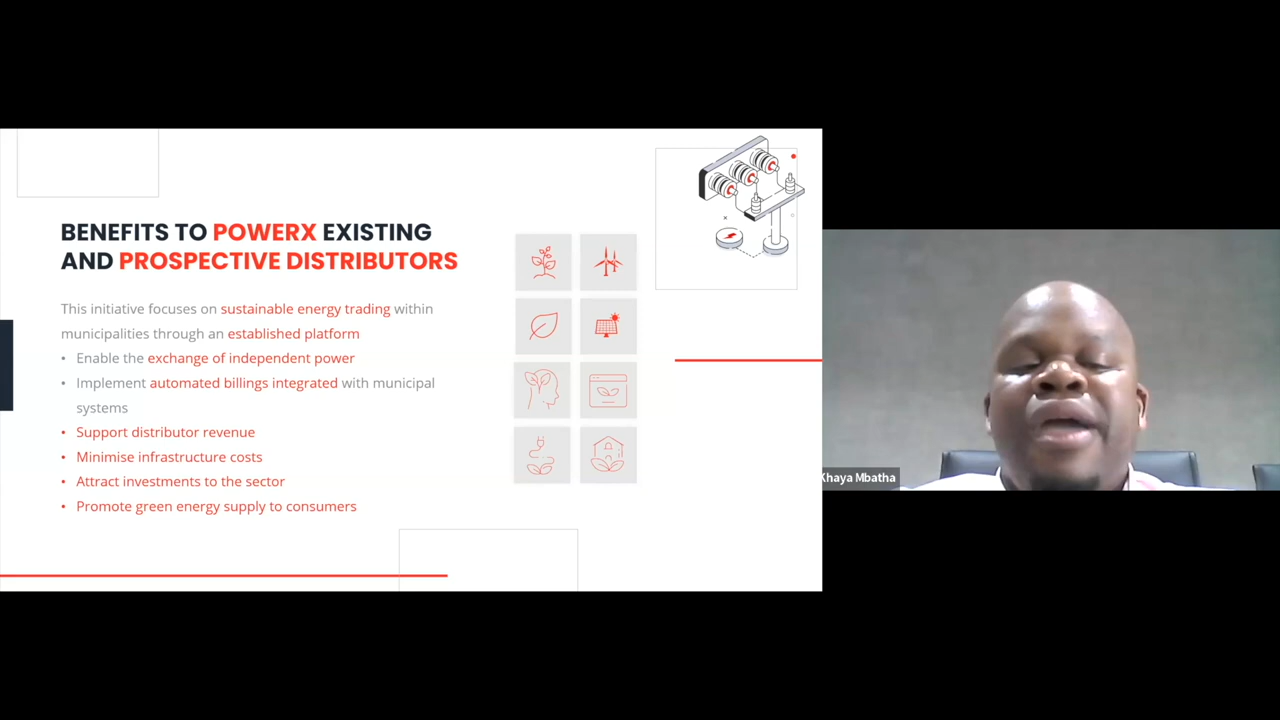 BENEFITS TO POWERX EXISTING
AND PROSPECTIVE DISTRIBUTORS
This initiative focuses on sustainable energy trading within
municipalities through an established platform
• Enable the exchange of independent power
• Implement automated billings integrated with municipal
systems
• Support distributor revenue
• Minimise infrastructure costs
• Attract investments to the sector
• Promote green energy supply to consumers
Khaya Mbatha